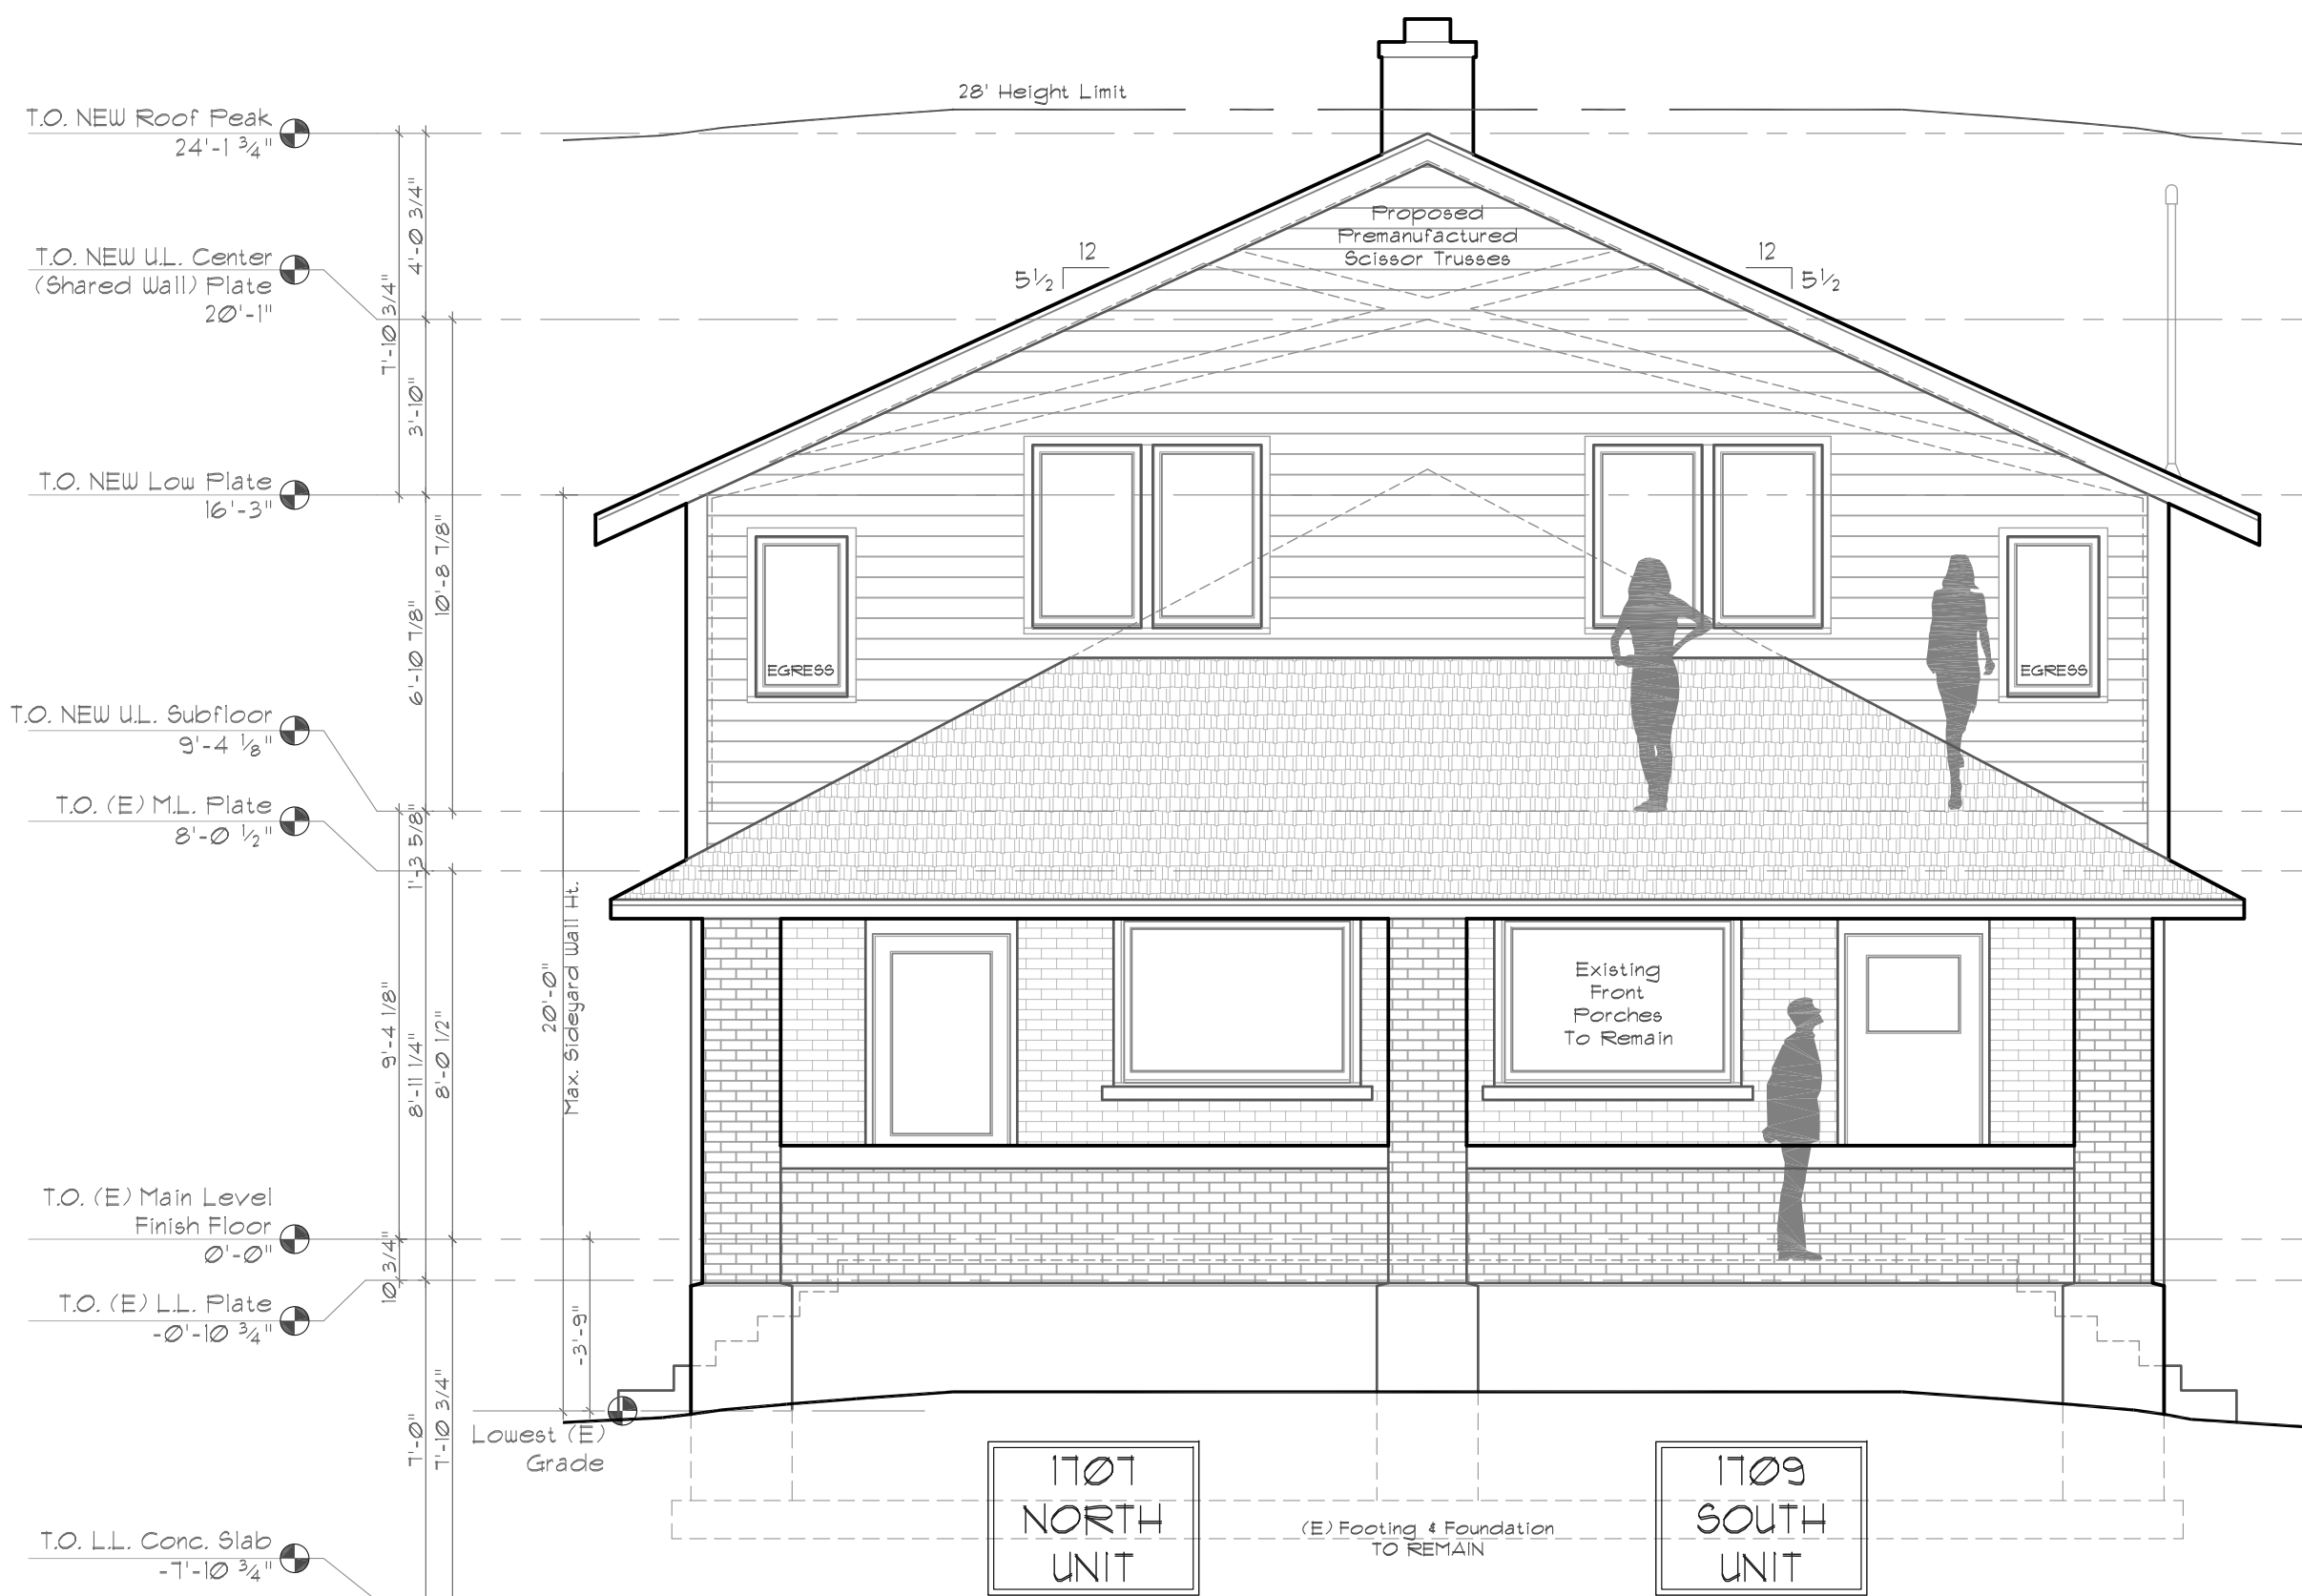 28' Height Limit
T.O. NEW Roof Peak
24'-1 3/4"
T.O. NEW U.L. Center
(Shared Wall) Plate
20'-1"
T.O. NEW Low Plate
16'-3"
T.O. NEW U.L. Subfloor
9'-4 1/8"
T.O. (E) M.L. Plate
8'-0 1/2"
T.O. (E) Main Level
Finish Floor
0'-0"
T.O. (E) L.L. Plate
-0'-10 3/4"
T.O. L.L. Conc. Slab
-7'-10 3/4"
7'-10 3/4"
4'-0 3/4"
3'-10"
10'-8 7/8"
6'-10 7/8"
1'-3 5/8"
9'-4 1/8"
8'-11 1/4"
8'-0 1/2"
10 3/4"
7'-0"
7'-10 3/4"
20'-0"
Max. Sideyard Wall Ht.
-3'-9"
Lowest (E)
Grade
12
5 1/2
Proposed
Premanufactured
Scissor Trusses
12
5 1/2
EGRESS
EGRESS
Existing
Front
Porches
To Remain
1707
NORTH
UNIT
(E) Footing & Foundation
TO REMAIN
1709
SOUTH
UNIT